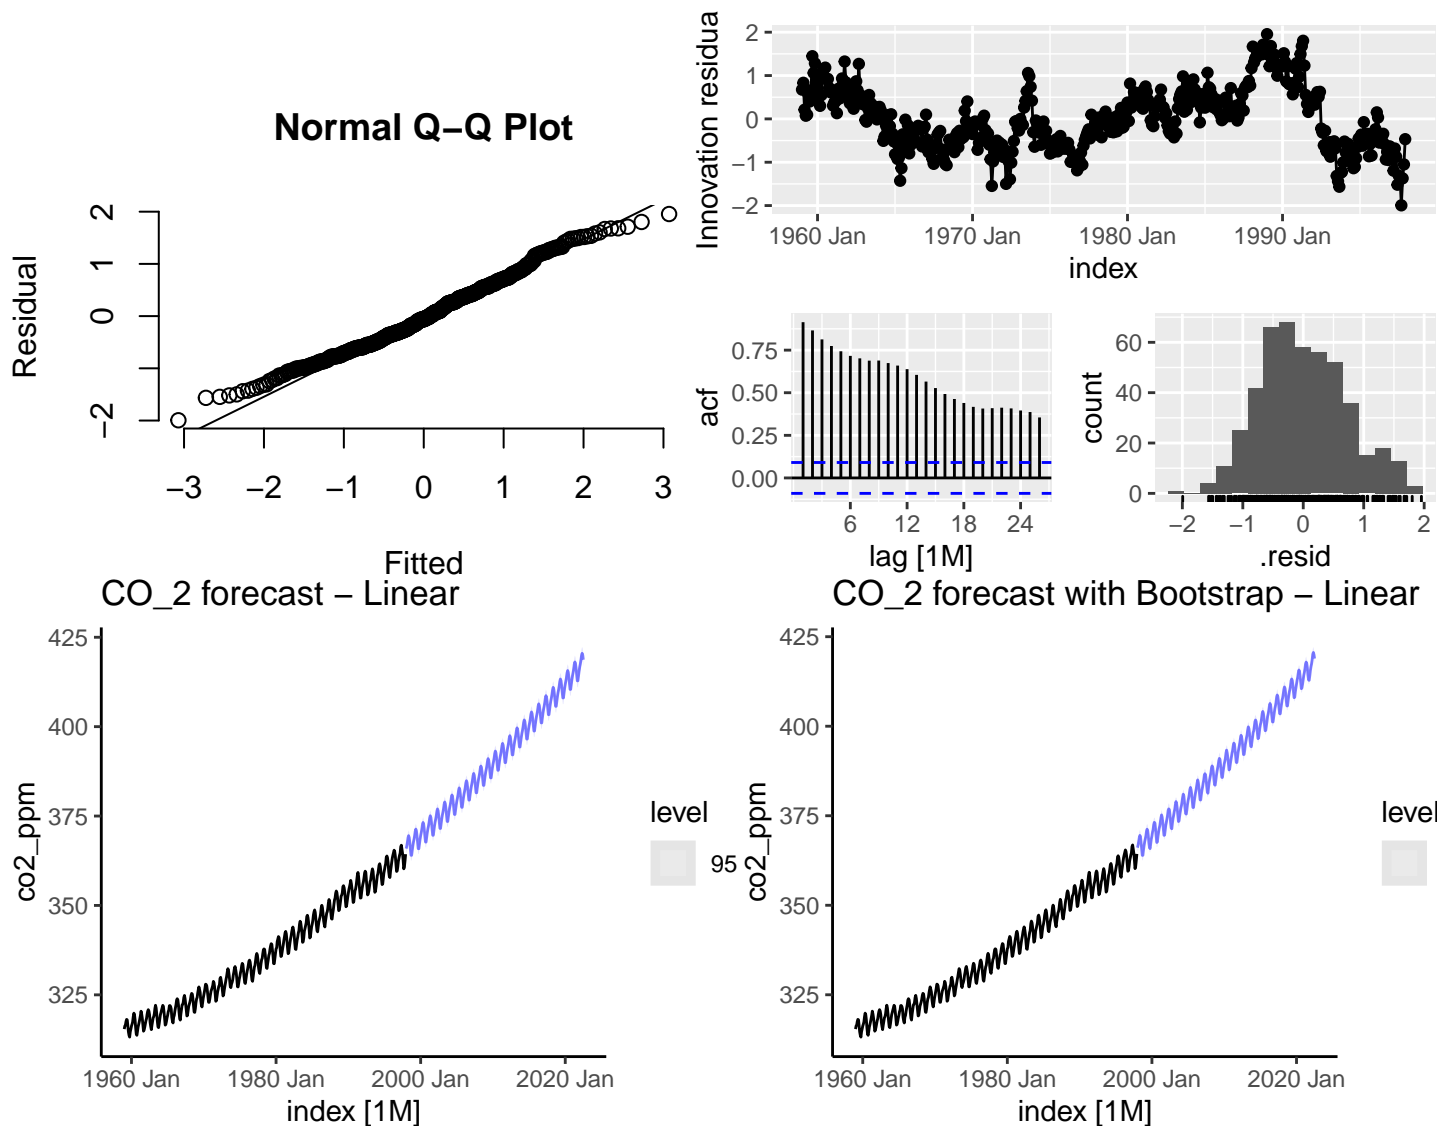 Normal Q−Q Plot
Residual
2
1
0
−2
−3 −2 −1 0 1 2 3
Fitted
Innovation residua
2
1
0
−1
−2
1960 Jan 1970 Jan 1980 Jan 1990 Jan
index
acf
0.75
0.50
0.25
0.00
6 12 18 24
lag [1M]
count
60
40
20
0
−2 −1 0 1 2
.resid
CO_2 forecast − Linear
co2_ppm
425
400
375
350
325
1960 Jan 1980 Jan 2000 Jan 2020 Jan
index [1M]
level
95
CO_2 forecast with Bootstrap − Linear
co2_ppm
425
400
375
350
325
1960 Jan 1980 Jan 2000 Jan 2020 Jan
index [1M]
level